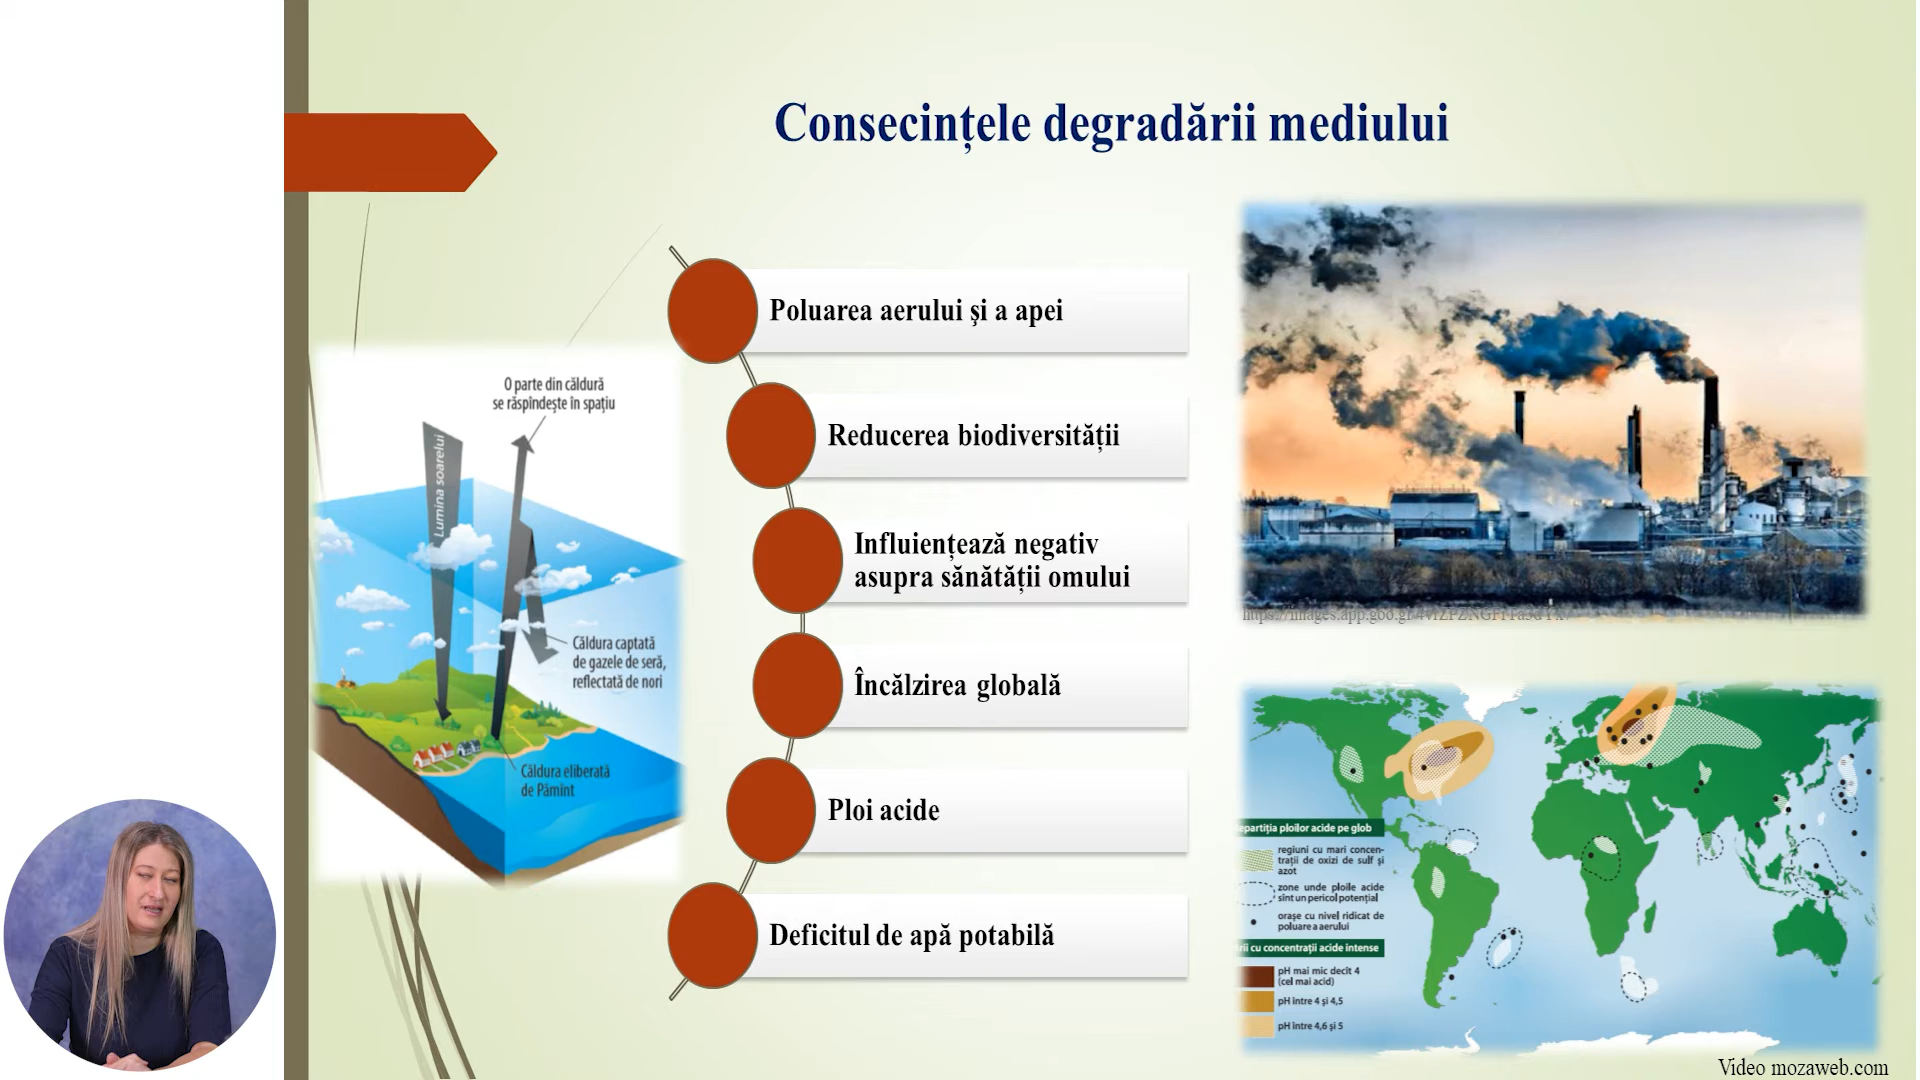 Consecințele degradării mediului
Poluarea aerului şi a apei
Reducerea biodiversității
Influiențează negativ
asupra sănătății omului
Încălzirea globală
Ploi acide
Deficitul de apă potabilă
O parte din căldură
se răspîndește în spațiu
Lumina soarelui
Căldura captată
de gazele de seră,
reflectată de nori
Căldura eliberată
de Pămînt
epartiția ploilor acide pe glob
regiuni cu mari concen-
trații de oxizi de sulf și
azot
zone unde ploile acide
sînt un pericol potențial
orașe cu nivel ridicat de
poluare a aerului
rii cu concentrații acide intense
pH mai mic decît 4
(cel mai acid)
pH între 4 și 4,5
pH între 4,6 și 5
Video mozaweb.com